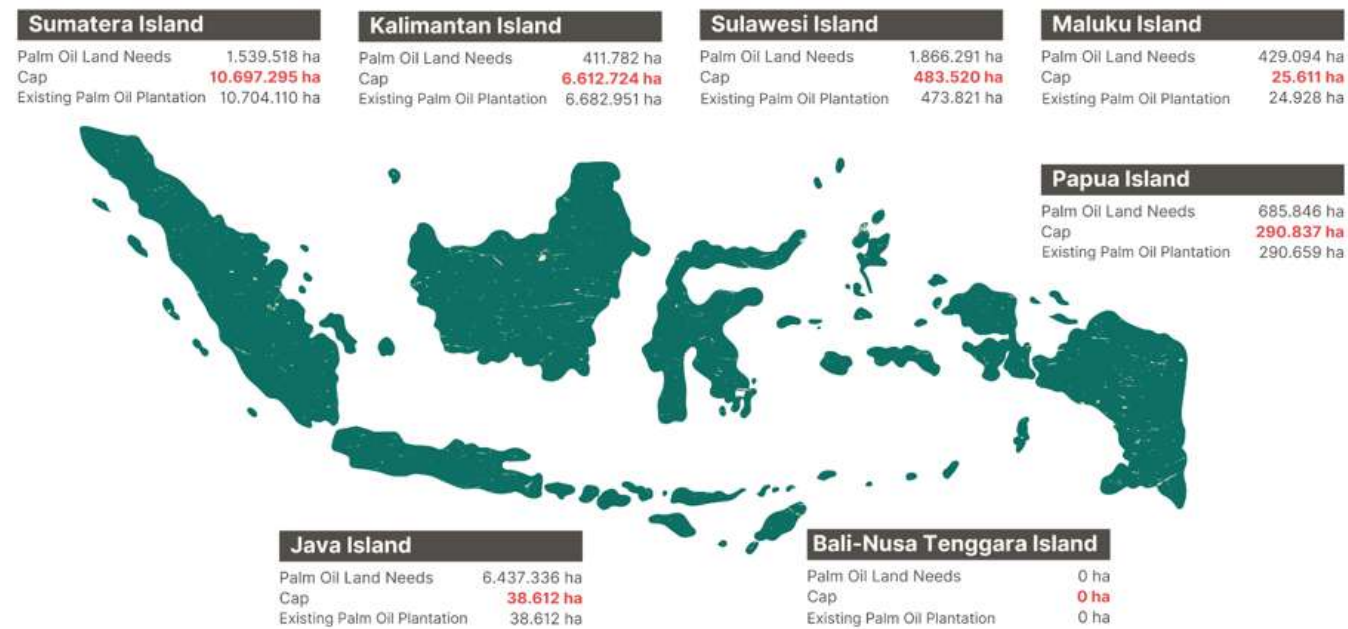 Sumatera Island
Palm Oil Land Needs 1.539.518 ha
Cap 10.697.295 ha
Existing Palm Oil Plantation 10.704.110 ha
Kalimantan Island
Palm Oil Land Needs 411.782 ha
Cap 6.612.724 ha
Existing Palm Oil Plantation 6.682.951 ha
Sulawesi Island
Palm Oil Land Needs 1.866.291 ha
Cap 483.520 ha
Existing Palm Oil Plantation 473.821 ha
Maluku Island
Palm Oil Land Needs 429.094 ha
Cap 25.611 ha
Existing Palm Oil Plantation 24.928 ha
Papua Island
Palm Oil Land Needs 685.846 ha
Cap 290.837 ha
Existing Palm Oil Plantation 290.659 ha
Java Island
Palm Oil Land Needs 6.437.336 ha
Cap 38.612 ha
Existing Palm Oil Plantation 38.612 ha
Bali-Nusa Tenggara Island
Palm Oil Land Needs 0 ha
Cap 0 ha
Existing Palm Oil Plantation 0 ha